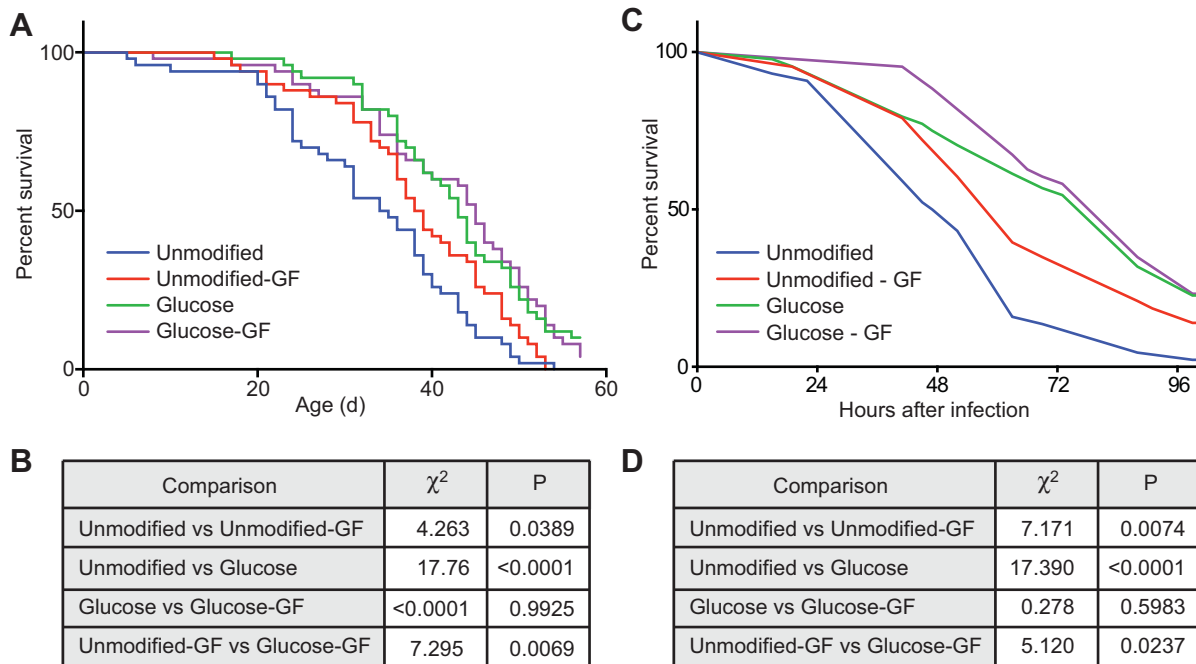 A
Percent survival
100
50
0
Unmodified
Unmodified-GF
Glucose
Glucose-GF
0 20 40 60
Age (d)
C
Percent survival
100
50
0
Unmodified
Unmodified - GF
Glucose
Glucose - GF
0 24 48 72 96
Hours after infection
B
Comparison χ² P
Unmodified vs Unmodified-GF 4.263 0.0389
Unmodified vs Glucose 17.76 <0.0001
Glucose vs Glucose-GF <0.0001 0.9925
Unmodified-GF vs Glucose-GF 7.295 0.0069
D
Comparison χ² P
Unmodified vs Unmodified-GF 7.171 0.0074
Unmodified vs Glucose 17.390 <0.0001
Glucose vs Glucose-GF 0.278 0.5983
Unmodified-GF vs Glucose-GF 5.120 0.0237